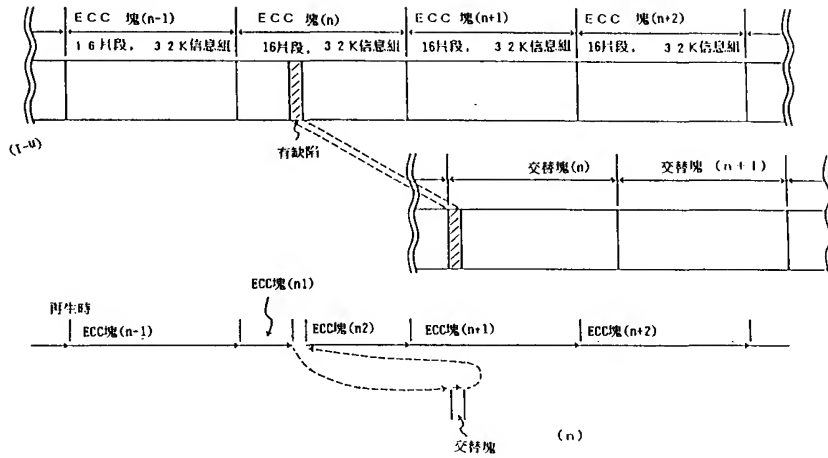 ECC 塊(n-1) ECC 塊(n) ECC 塊(n+1) ECC 塊(n+2)
16片段, 32K信息組 16片段, 32K信息組 16片段, 32K信息組 16片段, 32K信息組
(I-u)
有缺陷
交替塊(n) 交替塊 (n+1)
ECC塊(n1)
再生時
ECC塊(n-1) ECC塊(n2) ECC塊(n+1) ECC塊(n+2)
交替塊 (n)